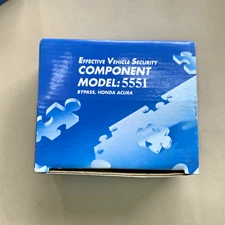 EFFECTIVE VEHICLE SECURITY
COMPONENT
MODEL: 555I
BYPASS, HONDA ACURA